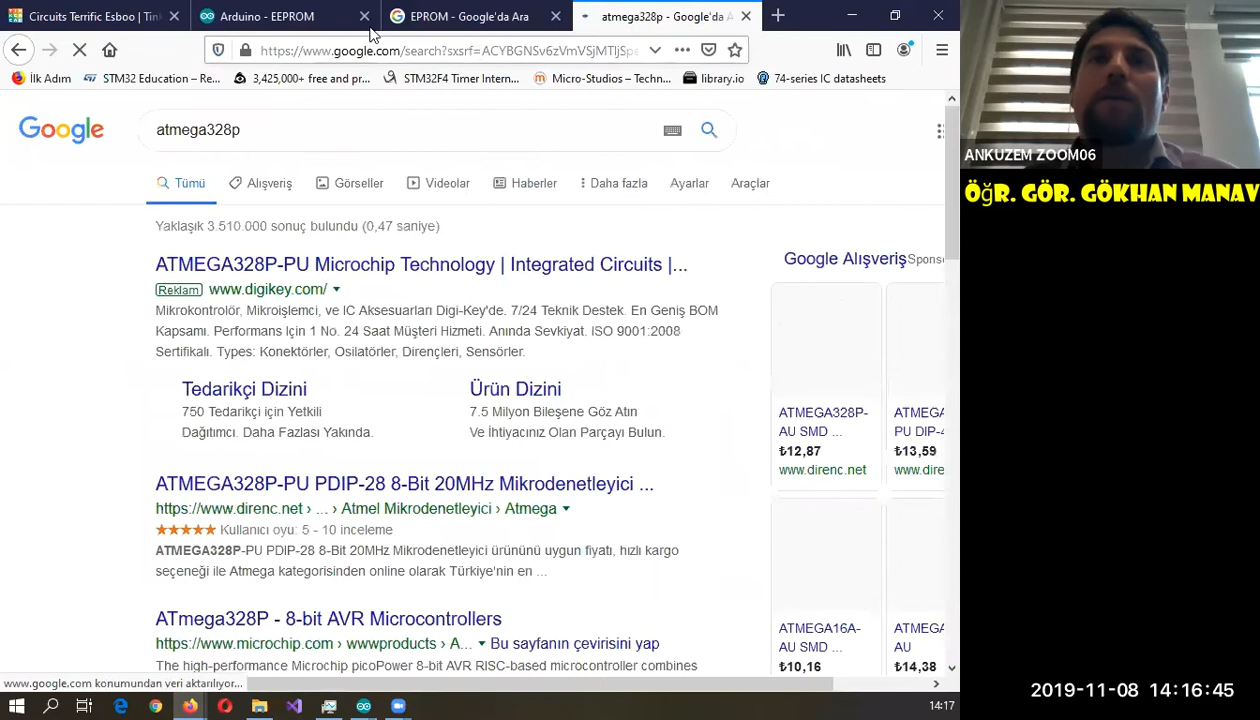 Circuits Terrific Esboo | Tin
Arduino - EEPROM
EPROM - Google'da Ara
atmega328p - Google'da A
https://www.google.com/search?sxsrf=ACYBGNSv6zVmVSjMTljSpe
İlk Adım
STM32 Education - Re...
3,425,000+ free and pr...
STM32F4 Timer Intern...
Micro-Studios – Techn...
library.io
74-series IC datasheets
Google
atmega328p
Tümü
Alışveriş
Görseller
Videolar
Haberler
Daha fazla
Ayarlar
Araçlar
Yaklaşık 3.510.000 sonuç bulundu (0,47 saniye)
ATMEGA328P-PU Microchip Technology | Integrated Circuits |...
Reklam www.digikey.com/
Mikrokontrolör, Mikroişlemci, ve IC Aksesuarları Digi-Key'de. 7/24 Teknik Destek. En Geniş BOM
Kapsamı. Performans Için 1 No. 24 Saat Müşteri Hizmeti. Anında Sevkiyat. ISO 9001:2008
Sertifikalı. Types: Konektörler, Osilatörler, Dirençleri, Sensörler.
Tedarikçi Dizini
750 Tedarikçi için Yetkili
Dağıtımcı. Daha Fazlası Yakında.
Ürün Dizini
7.5 Milyon Bileşene Göz Atın
Ve İhtiyacınız Olan Parçayı Bulun.
ATMEGA328P-PU PDIP-28 8-Bit 20MHz Mikrodenetleyici ...
https://www.direnc.net › ... › Atmel Mikrodenetleyici › Atmega
Kullanıcı oyu: 5 - 10 inceleme
ATMEGA328P-PU PDIP-28 8-Bit 20MHz Mikrodenetleyici ürününü uygun fiyatı, hızlı kargo
seçeneği ile Atmega kategorisinden online olarak Türkiye'nin en ...
ATmega328P - 8-bit AVR Microcontrollers
https://www.microchip.com › wwwproducts › A... Bu sayfanın çevirisini yap
The high-performance Microchip picoPower 8-bit AVR RISC-based microcontroller combines
Google Alışveriş Spons
ATMEGA328P-
AU SMD ...
₺12,87
www.direnc.net
ATMEGA
PU DIP-4
₺13,59
www.dire
ATMEGA16A-
AU SMD ...
₺10,16
ATMEGA
AU
₺14,38
www.google.com konumundan veri aktarılıyor...
14:17
ANKUZEM ZOOM06
ÖĞR. GÖR. GÖKHAN MANAV
2019-11-08 14:16:45